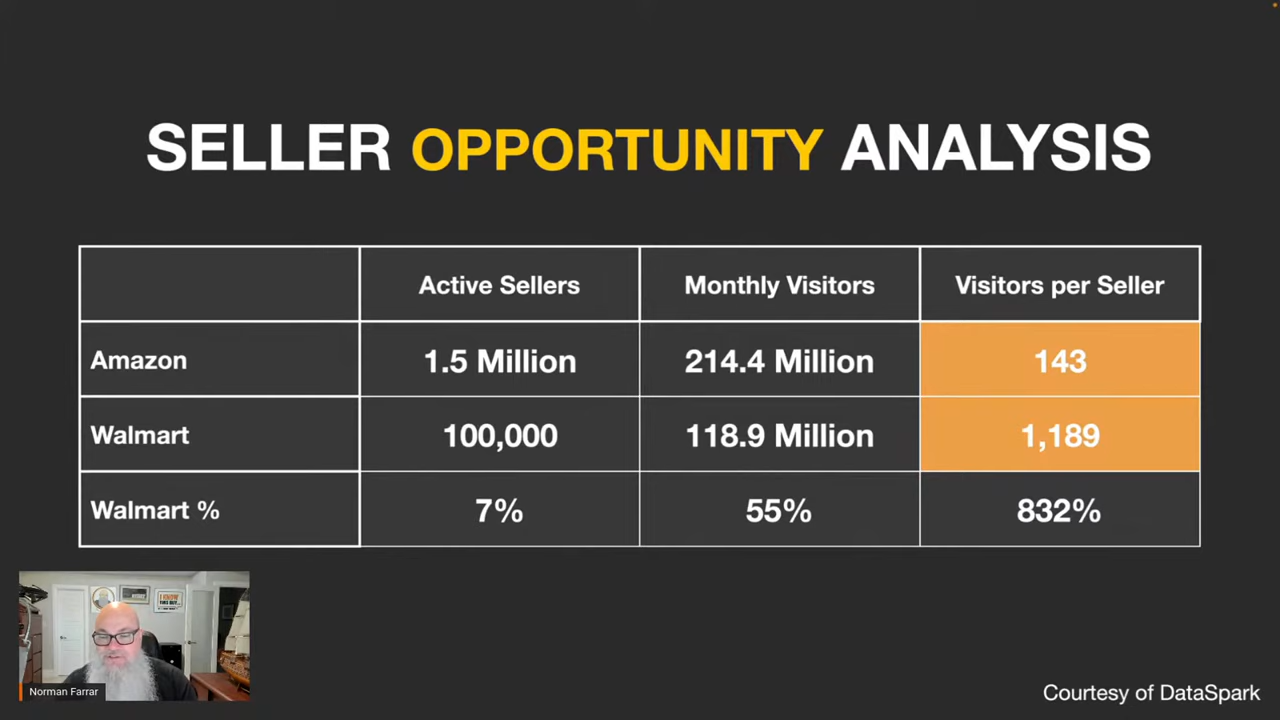 SELLER OPPORTUNITY ANALYSIS
Active Sellers Monthly Visitors Visitors per Seller
Amazon 1.5 Million 214.4 Million 143
Walmart 100,000 118.9 Million 1,189
Walmart % 7% 55% 832%
Norman Farrar
Courtesy of DataSpark